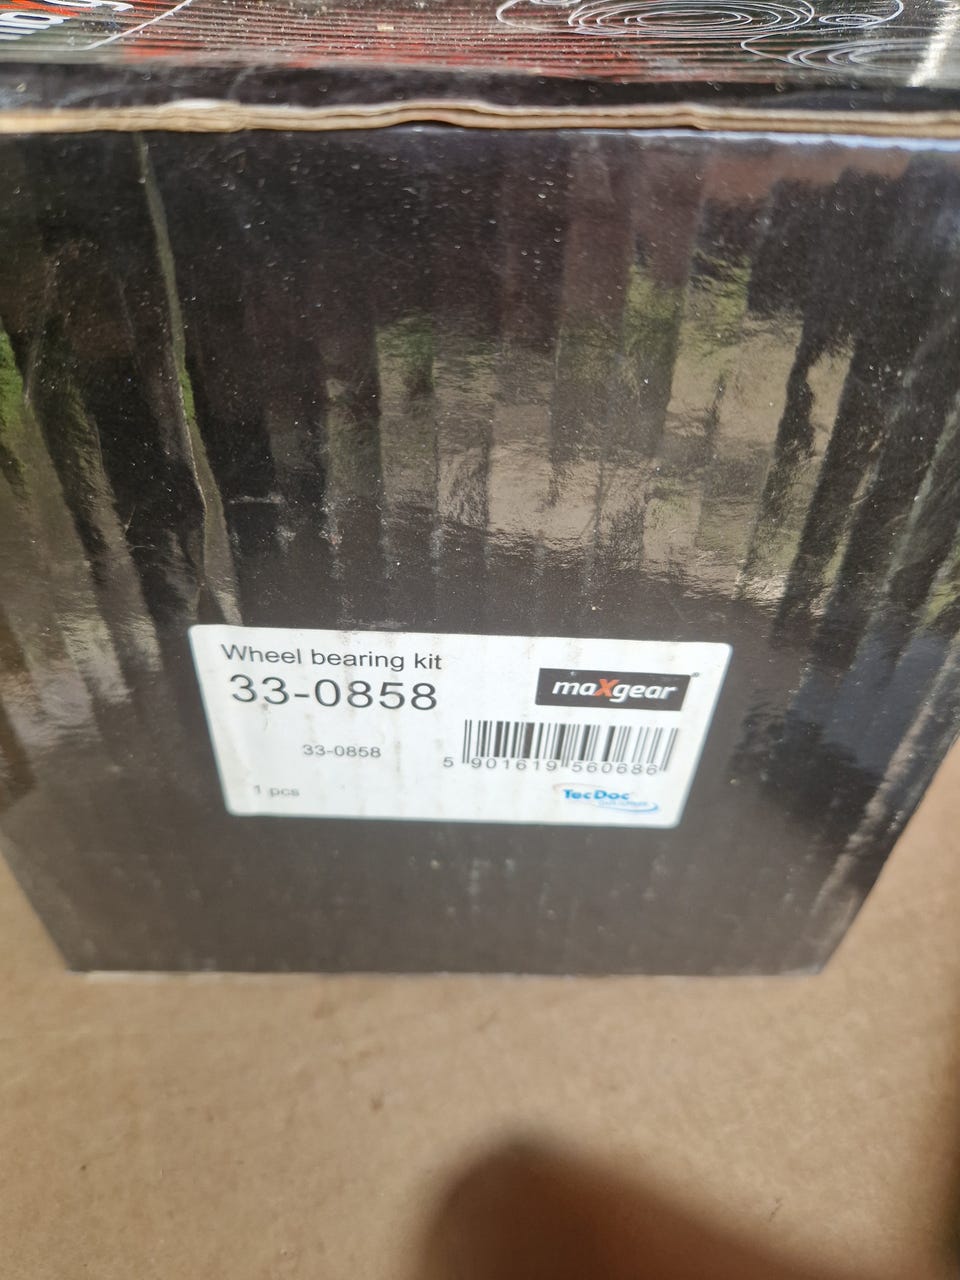 Wheel bearing kit
33-0858
maXgear®
33-0858
5 901619 560686
1 pcs
TecDoc